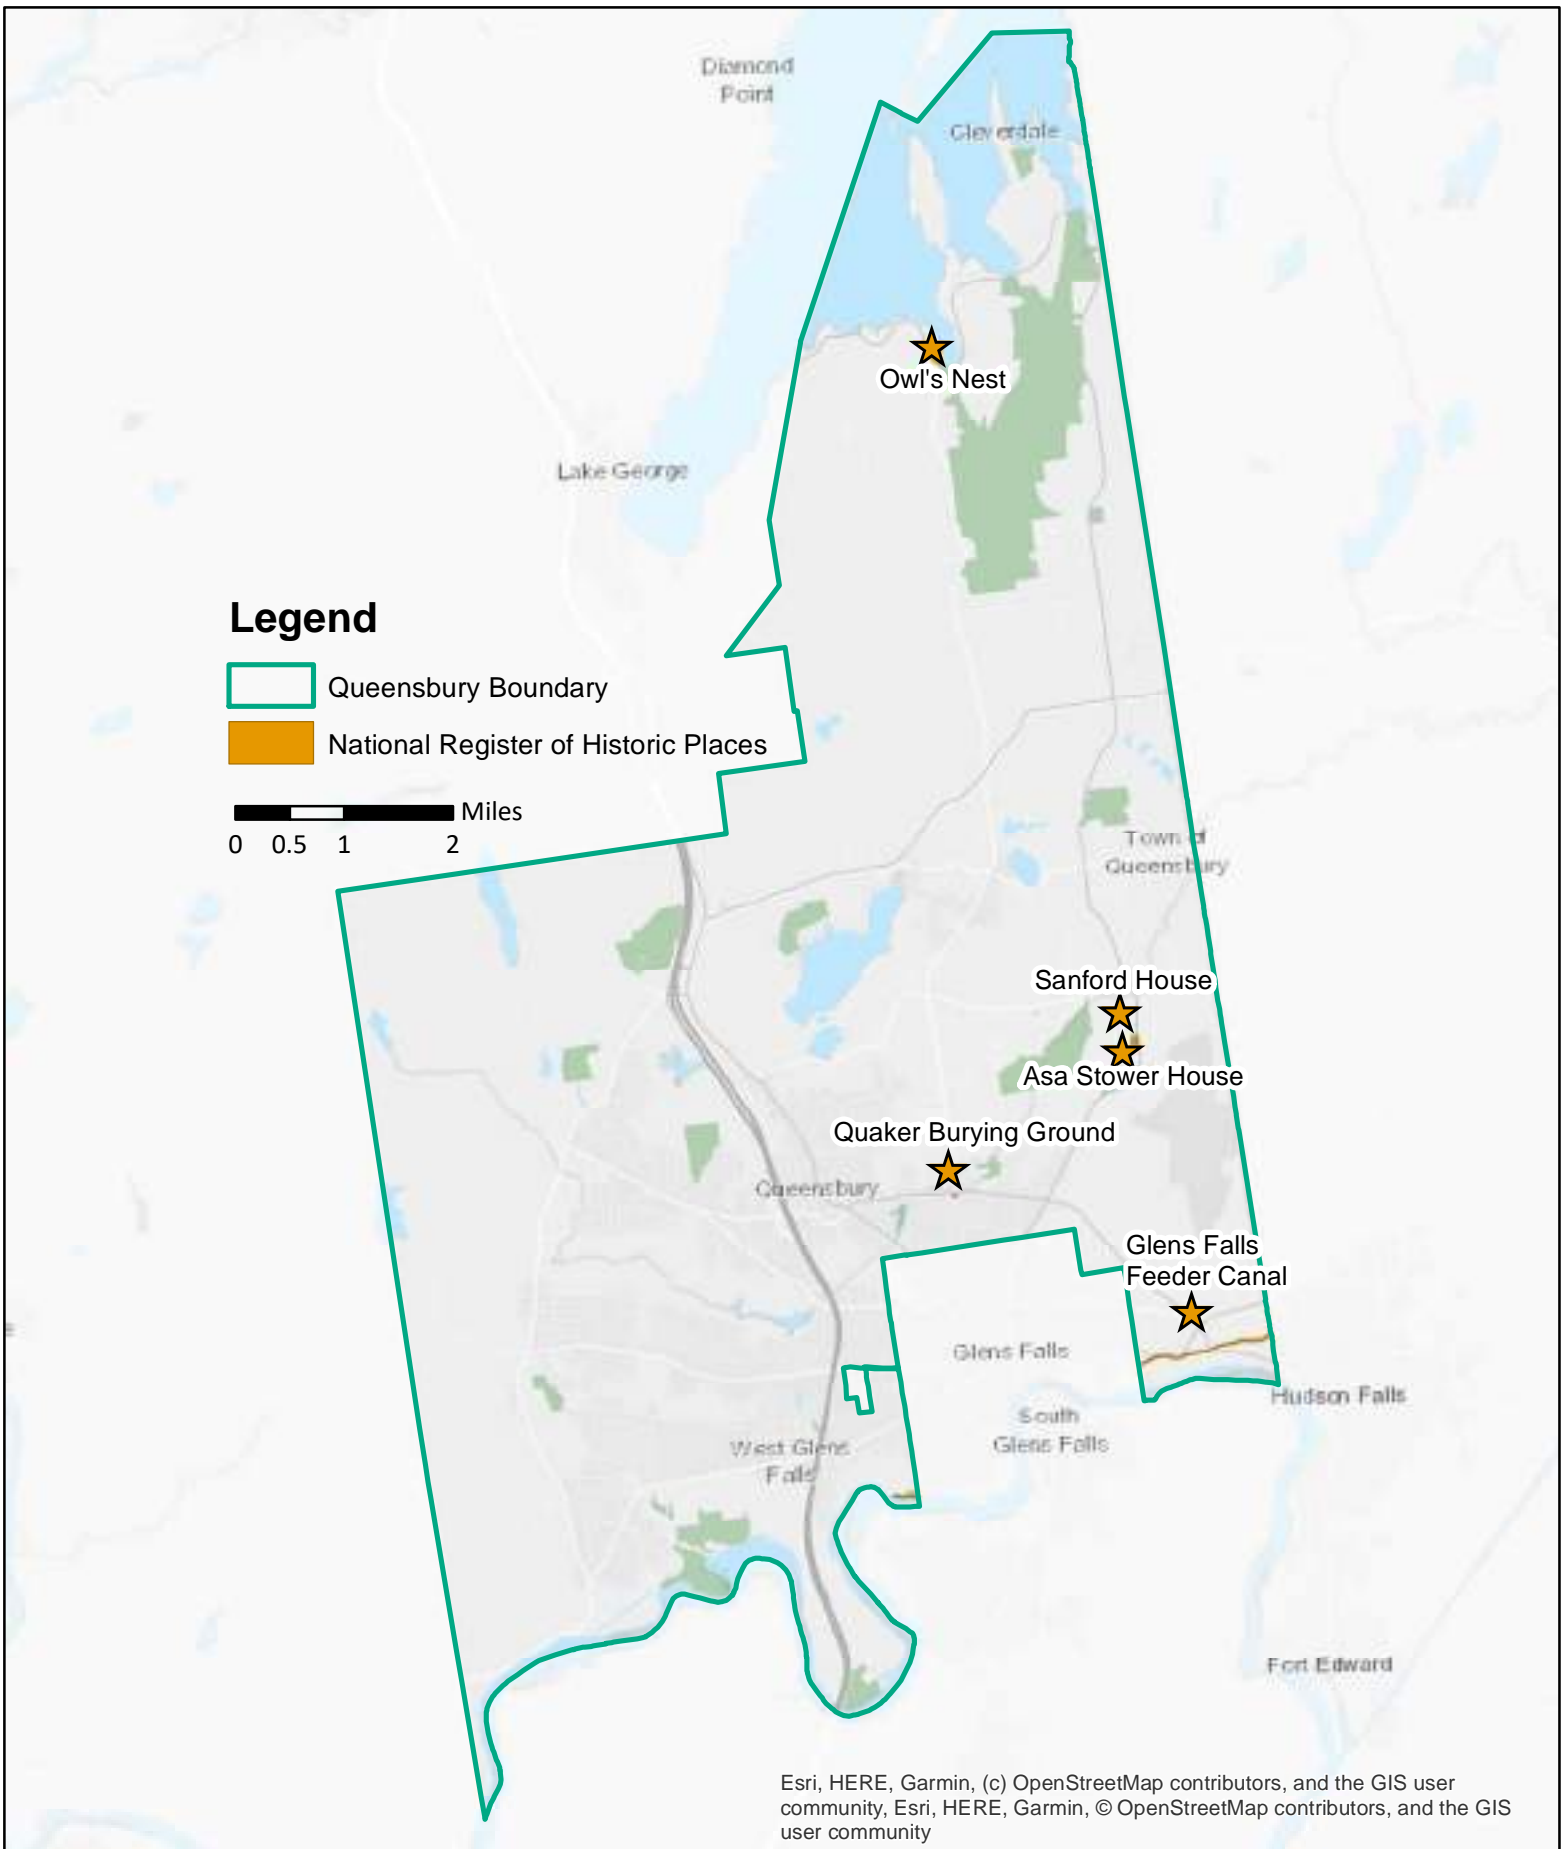 Diamond
Point
Cleverdale
Owl's Nest
Lake George
Legend
Queensbury Boundary
National Register of Historic Places
Miles
0 0.5 1 2
Town of
Queensbury
Sanford House
Asa Stower House
Quaker Burying Ground
Queensbury
Glens Falls
Feeder Canal
Glens Falls
Hudson Falls
South
Glens Falls
West Glens
Falls
Fort Edward
Esri, HERE, Garmin, (c) OpenStreetMap contributors, and the GIS user
community, Esri, HERE, Garmin, © OpenStreetMap contributors, and the GIS
user community